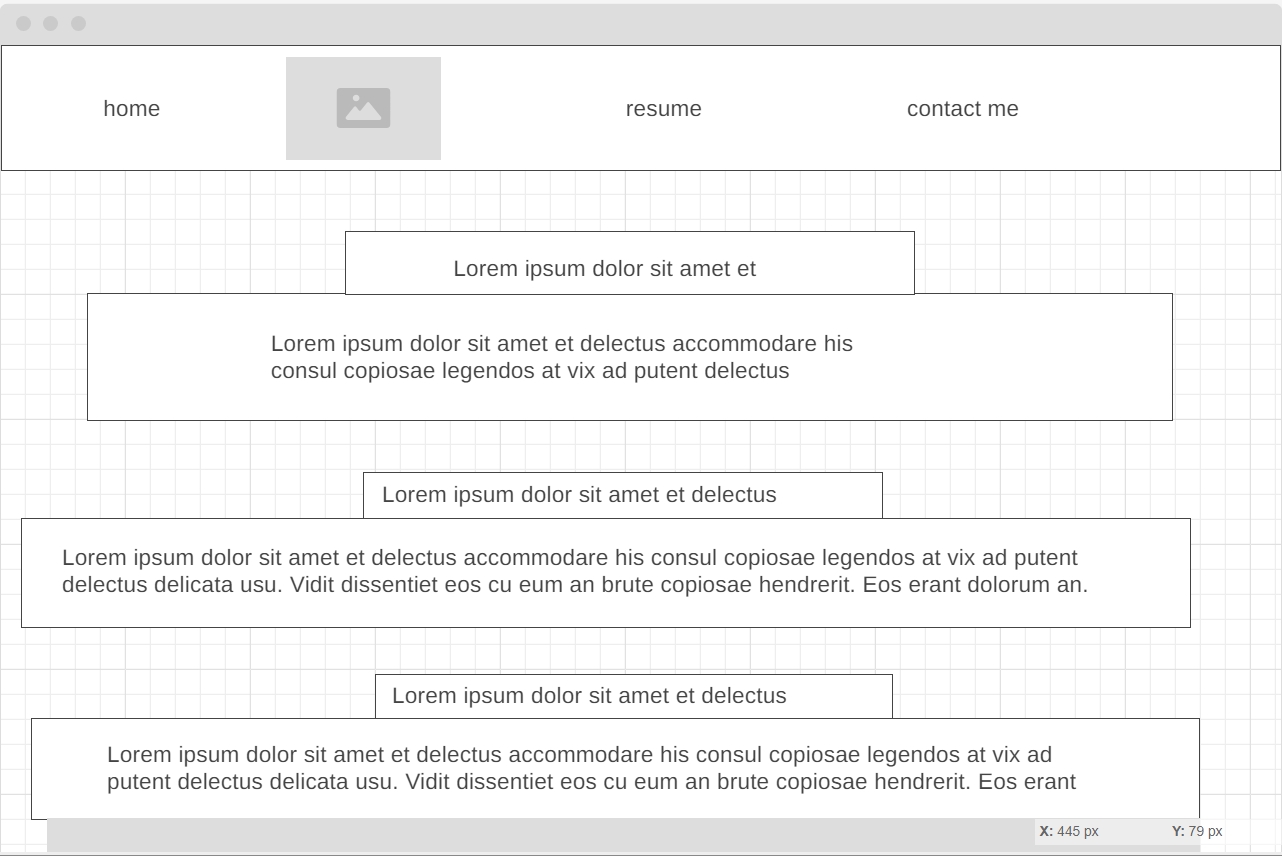 home
resume
contact me
Lorem ipsum dolor sit amet et
Lorem ipsum dolor sit amet et delectus accommodare his
consul copiosae legendos at vix ad putent delectus
Lorem ipsum dolor sit amet et delectus
Lorem ipsum dolor sit amet et delectus accommodare his consul copiosae legendos at vix ad putent
delectus delicata usu. Vidit dissentiet eos cu eum an brute copiosae hendrerit. Eos erant dolorum an.
Lorem ipsum dolor sit amet et delectus
Lorem ipsum dolor sit amet et delectus accommodare his consul copiosae legendos at vix ad
putent delectus delicata usu. Vidit dissentiet eos cu eum an brute copiosae hendrerit. Eos erant
X: 445 px Y: 79 px